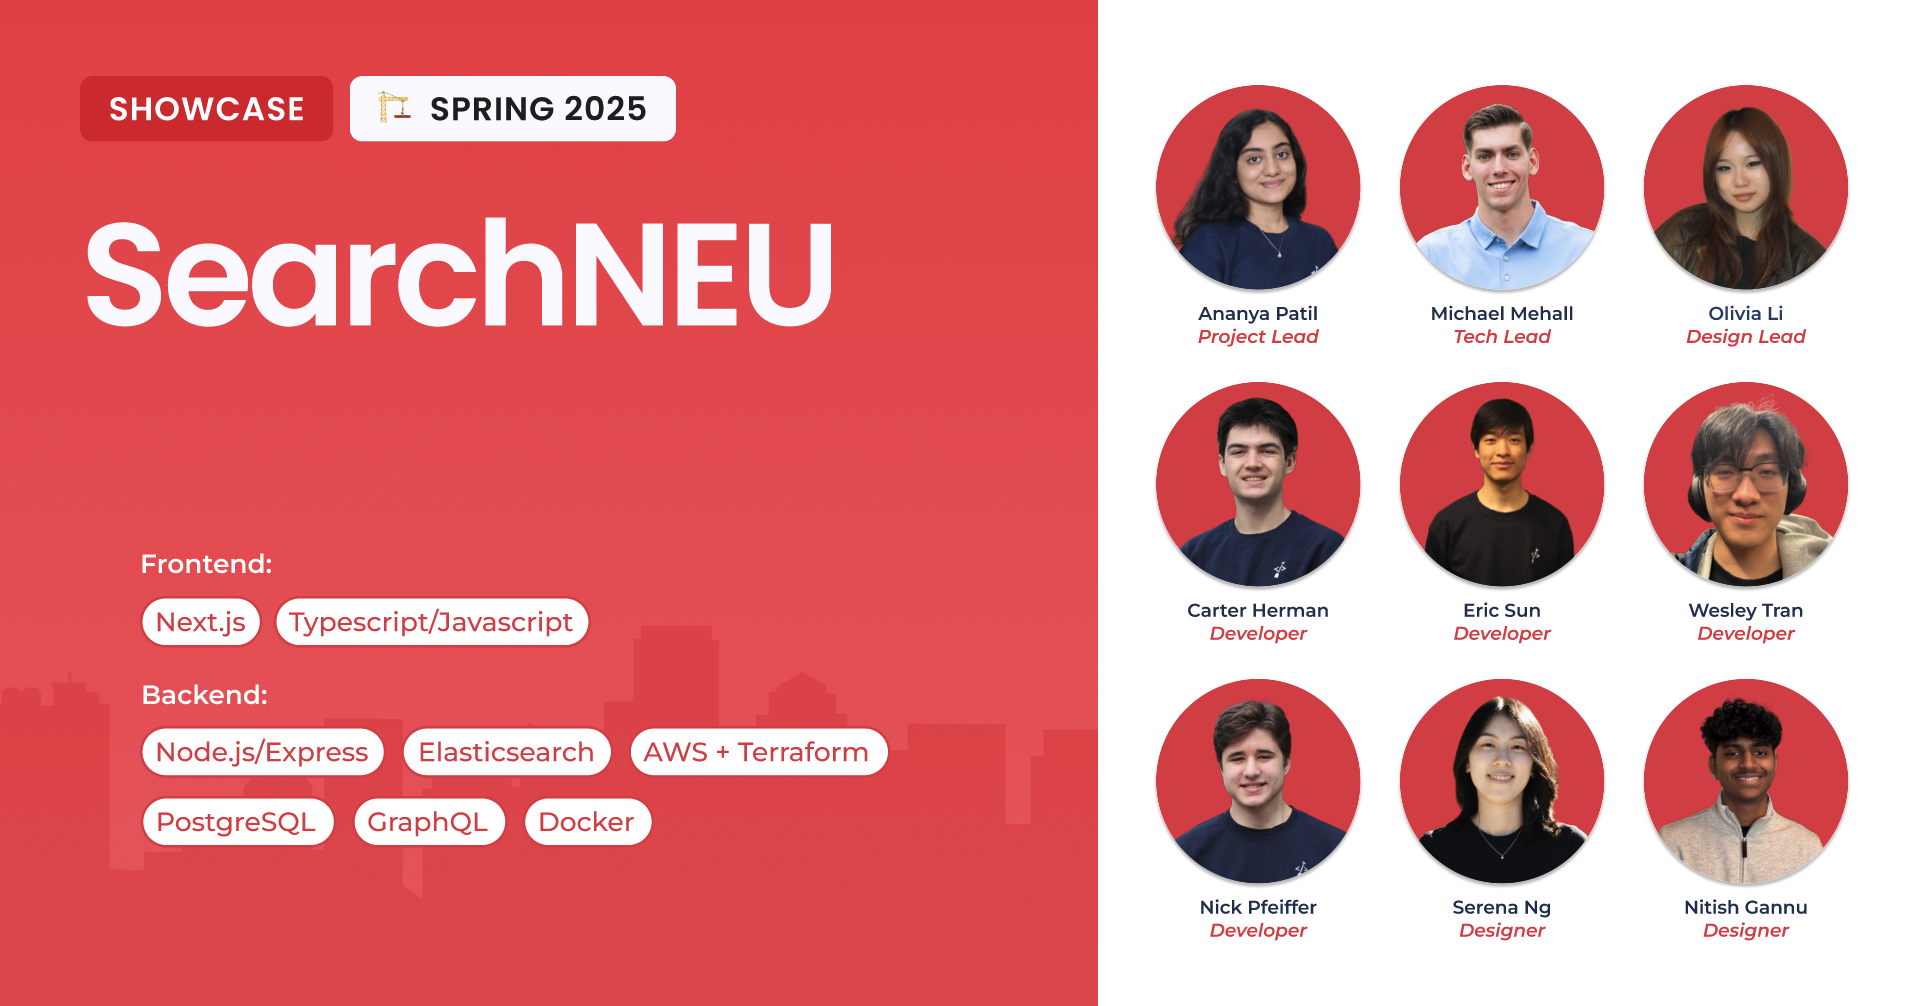 SHOWCASE
SPRING 2025
SearchNEU
Frontend:
Next.js
Typescript/Javascript
Backend:
Node.js/Express
Elasticsearch
AWS + Terraform
PostgreSQL
GraphQL
Docker
Ananya Patil
Project Lead
Michael Mehall
Tech Lead
Olivia Li
Design Lead
Carter Herman
Developer
Eric Sun
Developer
Wesley Tran
Developer
Nick Pfeiffer
Developer
Serena Ng
Designer
Nitish Gannu
Designer